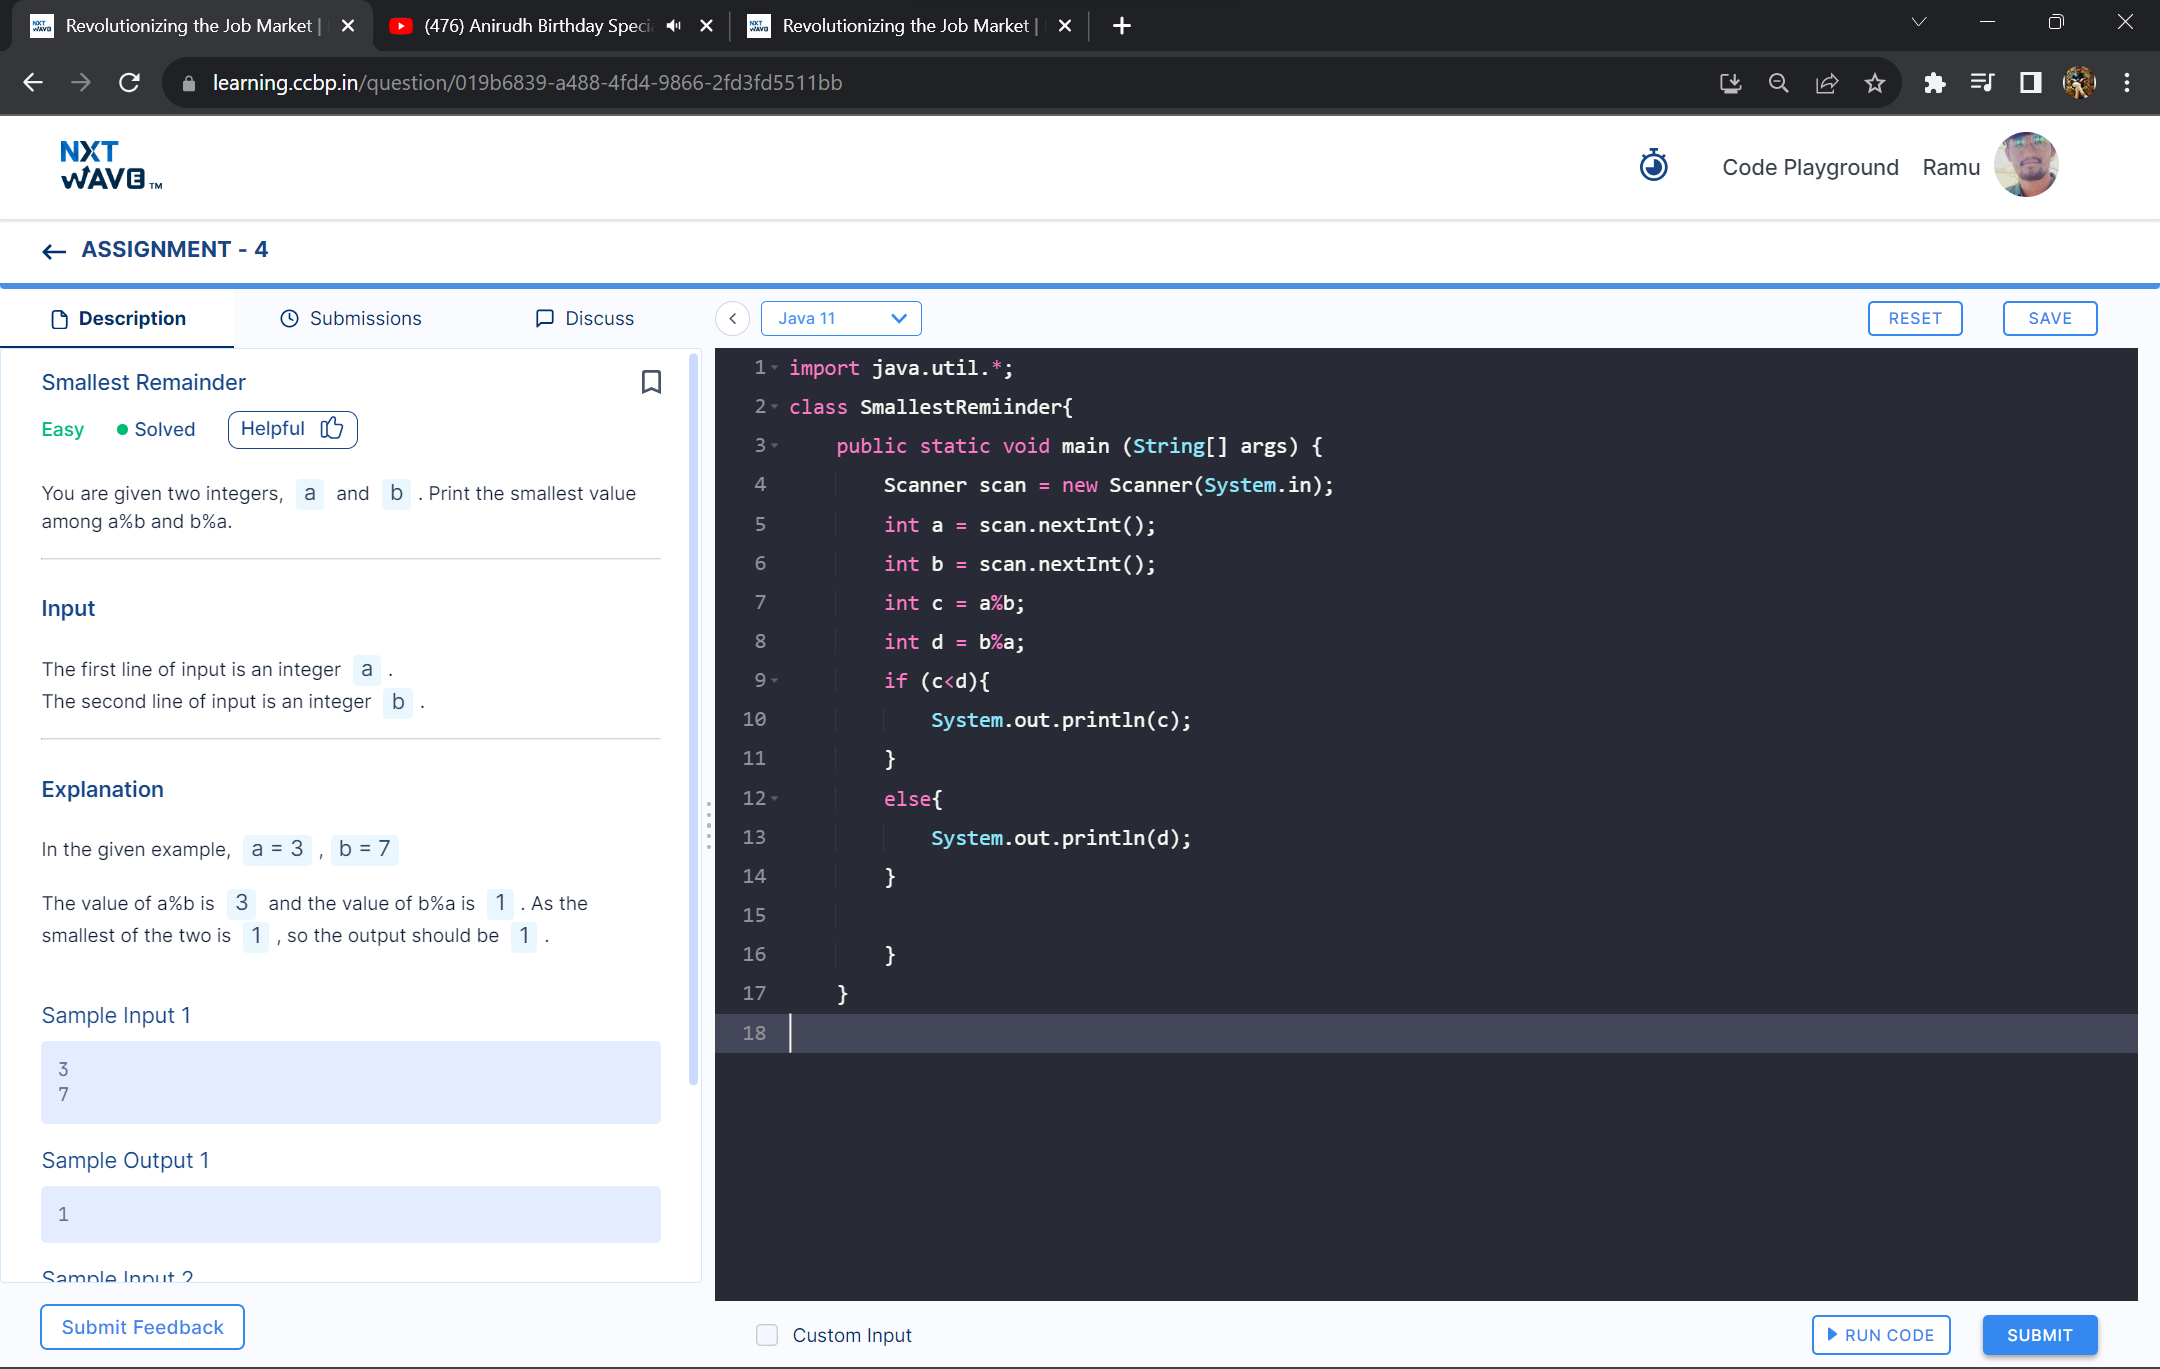 Revolutionizing the Job Market |
(476) Anirudh Birthday Speci
Revolutionizing the Job Market |
learning.ccbp.in/question/019b6839-a488-4fd4-9866-2fd3fd5511bb
NXT
WAVE TM
Code Playground Ramu
ASSIGNMENT - 4
Description Submissions Discuss
Java 11 RESET SAVE
Smallest Remainder
Easy Solved Helpful
You are given two integers, a and b . Print the smallest value
among a%b and b%a.
Input
The first line of input is an integer a .
The second line of input is an integer b .
Explanation
In the given example, a = 3 , b = 7
The value of a%b is 3 and the value of b%a is 1 . As the
smallest of the two is 1 , so the output should be 1 .
Sample Input 1
3
7
Sample Output 1
1
Sample Input 2
Submit Feedback
1 import java.util.*;
2 class SmallestRemiinder{
3 public static void main (String[] args) {
4 Scanner scan = new Scanner(System.in);
5 int a = scan.nextInt();
6 int b = scan.nextInt();
7 int c = a%b;
8 int d = b%a;
9 if (c<d){
10 System.out.println(c);
11 }
12 else{
13 System.out.println(d);
14 }
15
16 }
17 }
18
Custom Input RUN CODE SUBMIT